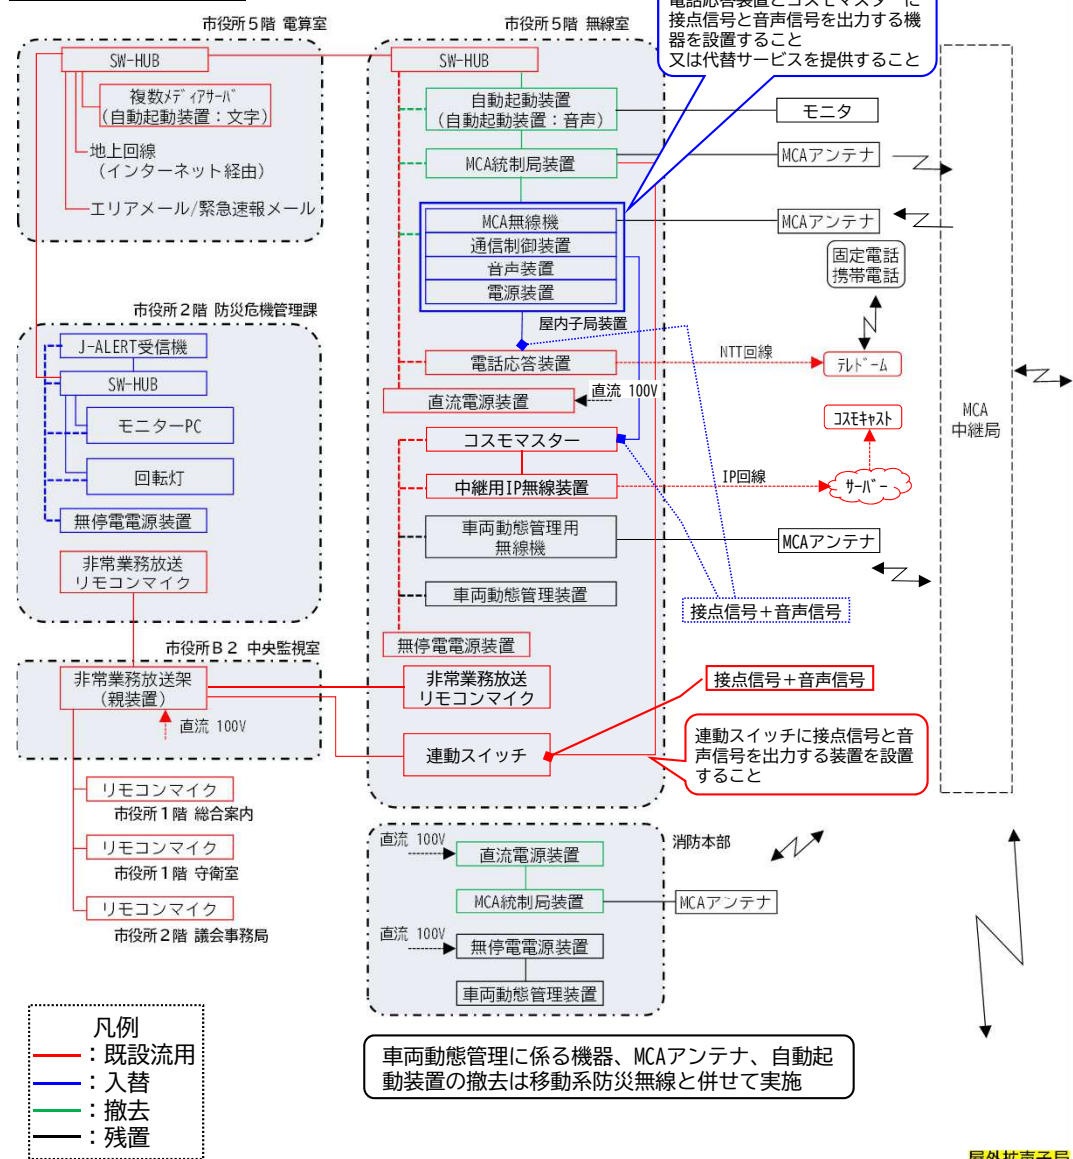 市役所５階 電算室
SW-HUB
複数ﾒﾃﾞｨｱｻｰﾊﾞ
(自動起動装置：文字)
地上回線
（インターネット経由）
エリアメール/緊急速報メール
市役所５階 無線室
SW-HUB
自動起動装置
(自動起動装置：音声)
MCA統制局装置
MCA無線機
通信制御装置
音声装置
電源装置
屋内子局装置
電話応答装置
直流電源装置
直流 100V
コスモマスター
中継用IP無線装置
車両動態管理用
無線機
車両動態管理装置
無停電電源装置
非常業務放送
リモコンマイク
連動スイッチ
電話応答装置とコスモマスターに
接点信号と音声信号を出力する機
器を設置すること
又は代替サービスを提供すること
モニタ
MCAアンテナ
MCAアンテナ
固定電話
携帯電話
NTT回線
ﾃﾚﾄﾞｰﾑ
ｺｽﾓｷｬｽﾄ
IP回線
ｻｰﾊﾞｰ
MCAアンテナ
接点信号＋音声信号
接点信号＋音声信号
連動スイッチに接点信号と音
声信号を出力する装置を設置
すること
MCA
中継局
市役所２階 防災危機管理課
J-ALERT受信機
SW-HUB
モニターPC
回転灯
無停電電源装置
非常業務放送
リモコンマイク
市役所Ｂ２ 中央監視室
非常業務放送架
（親装置）
直流 100V
リモコンマイク
市役所１階 総合案内
リモコンマイク
市役所１階 守衛室
リモコンマイク
市役所２階 議会事務局
消防本部
直流 100V
直流電源装置
MCA統制局装置
MCAアンテナ
直流 100V
無停電電源装置
車両動態管理装置
凡例
：既設流用
：入替
：撤去
：残置
車両動態管理に係る機器、MCAアンテナ、自動起
動装置の撤去は移動系防災無線と併せて実施
屋外拡声子局